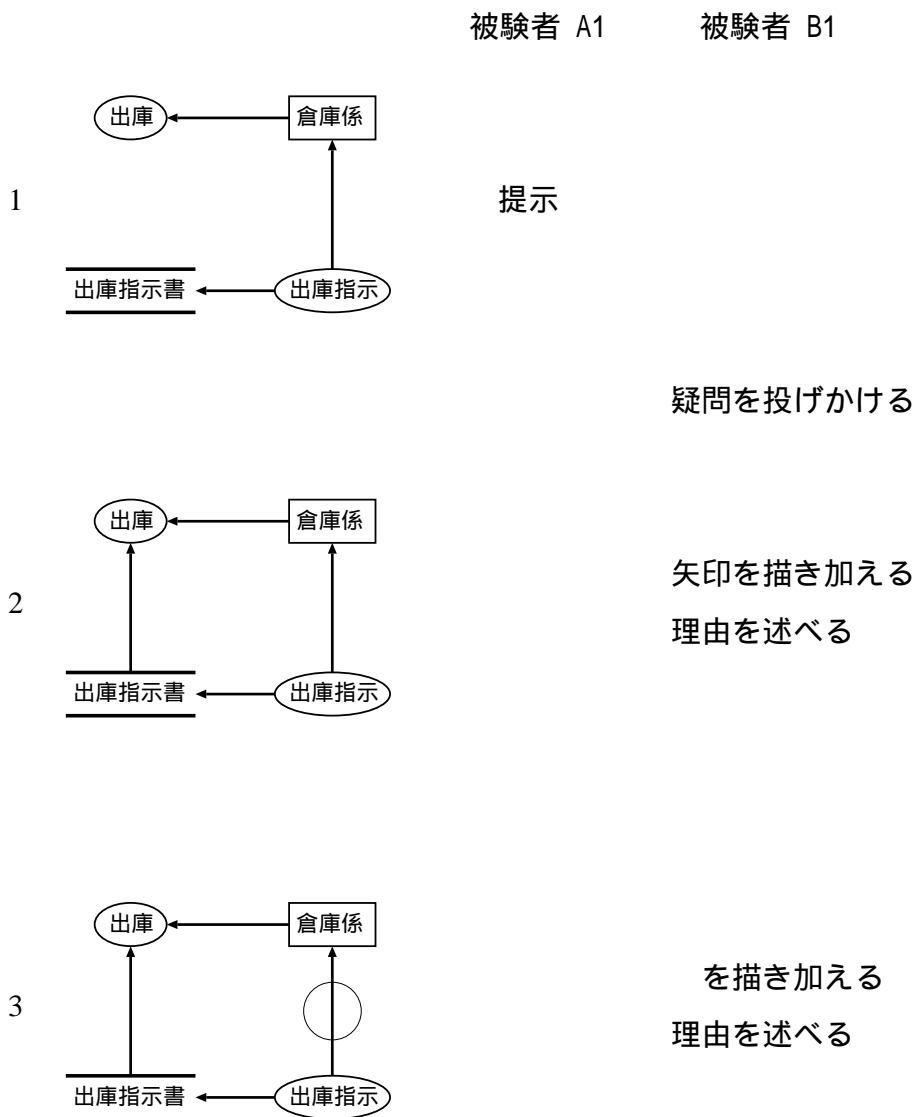 被験者 A1 被験者 B1
出庫 倉庫係
1 提示
出庫指示書 出庫指示
疑問を投げかける
出庫 倉庫係
矢印を描き加える
2
理由を述べる
出庫指示書 出庫指示
出庫 倉庫係
を描き加える
3
理由を述べる
出庫指示書 出庫指示